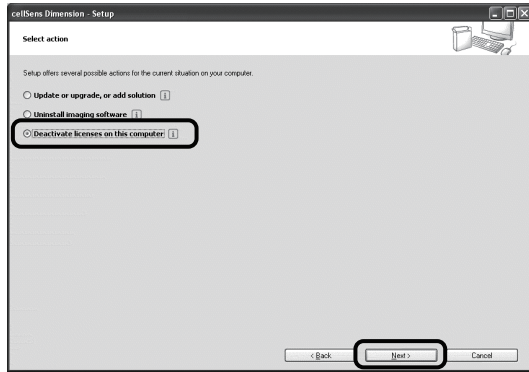 cellSens Dimension - Setup
Select action
Setup offers several possible actions for the current situation on your computer.
Update or upgrade, or add solution i
Uninstall imaging software i
Deactivate licenses on this computer i
< Back Next > Cancel